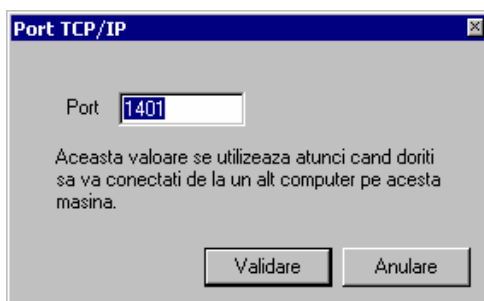 Port TCP/IP
Port 1401
Aceasta valoare se utilizeaza atunci cand doriti
sa va conectati de la un alt computer pe acesta
masina.
Validare Anulare